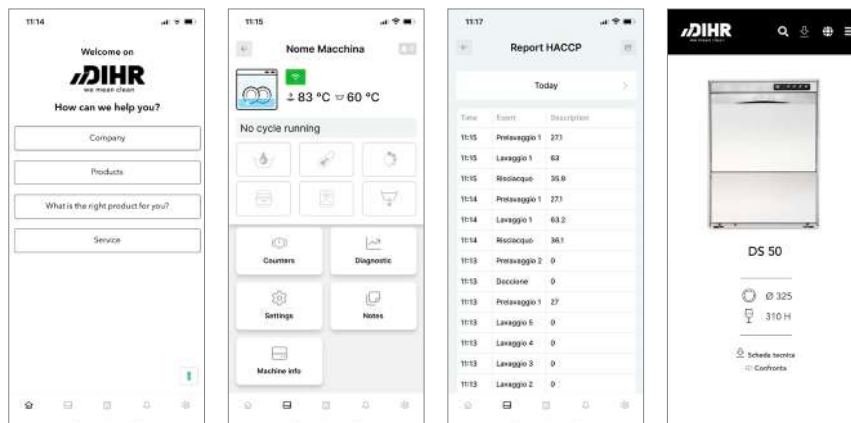 11:14
Welcome on
DIHR
we mean clean
How can we help you?
Company
Products
What is the right product for you?
Service
11:15
Nome Macchina
83 °C 60 °C
No cycle running
Counters
Diagnostic
Settings
Notes
Machine info
11:17
Report HACCP
Today
Time Event Description
11:15 Prelavaggio 1 27.1
11:15 Lavaggio 1 63
11:15 Risciacquo 35.9
11:14 Prelavaggio 1 27.1
11:14 Lavaggio 1 63.2
11:14 Risciacquo 36.1
11:13 Prelavaggio 2 0
11:13 Doccione 0
11:13 Prelavaggio 1 27
11:13 Lavaggio 5 0
11:13 Lavaggio 4 0
11:13 Lavaggio 3 0
11:13 Lavaggio 2 0
DIHR
we mean clean
DS 50
Ø 325
310 H
Scheda tecnica
Confronta